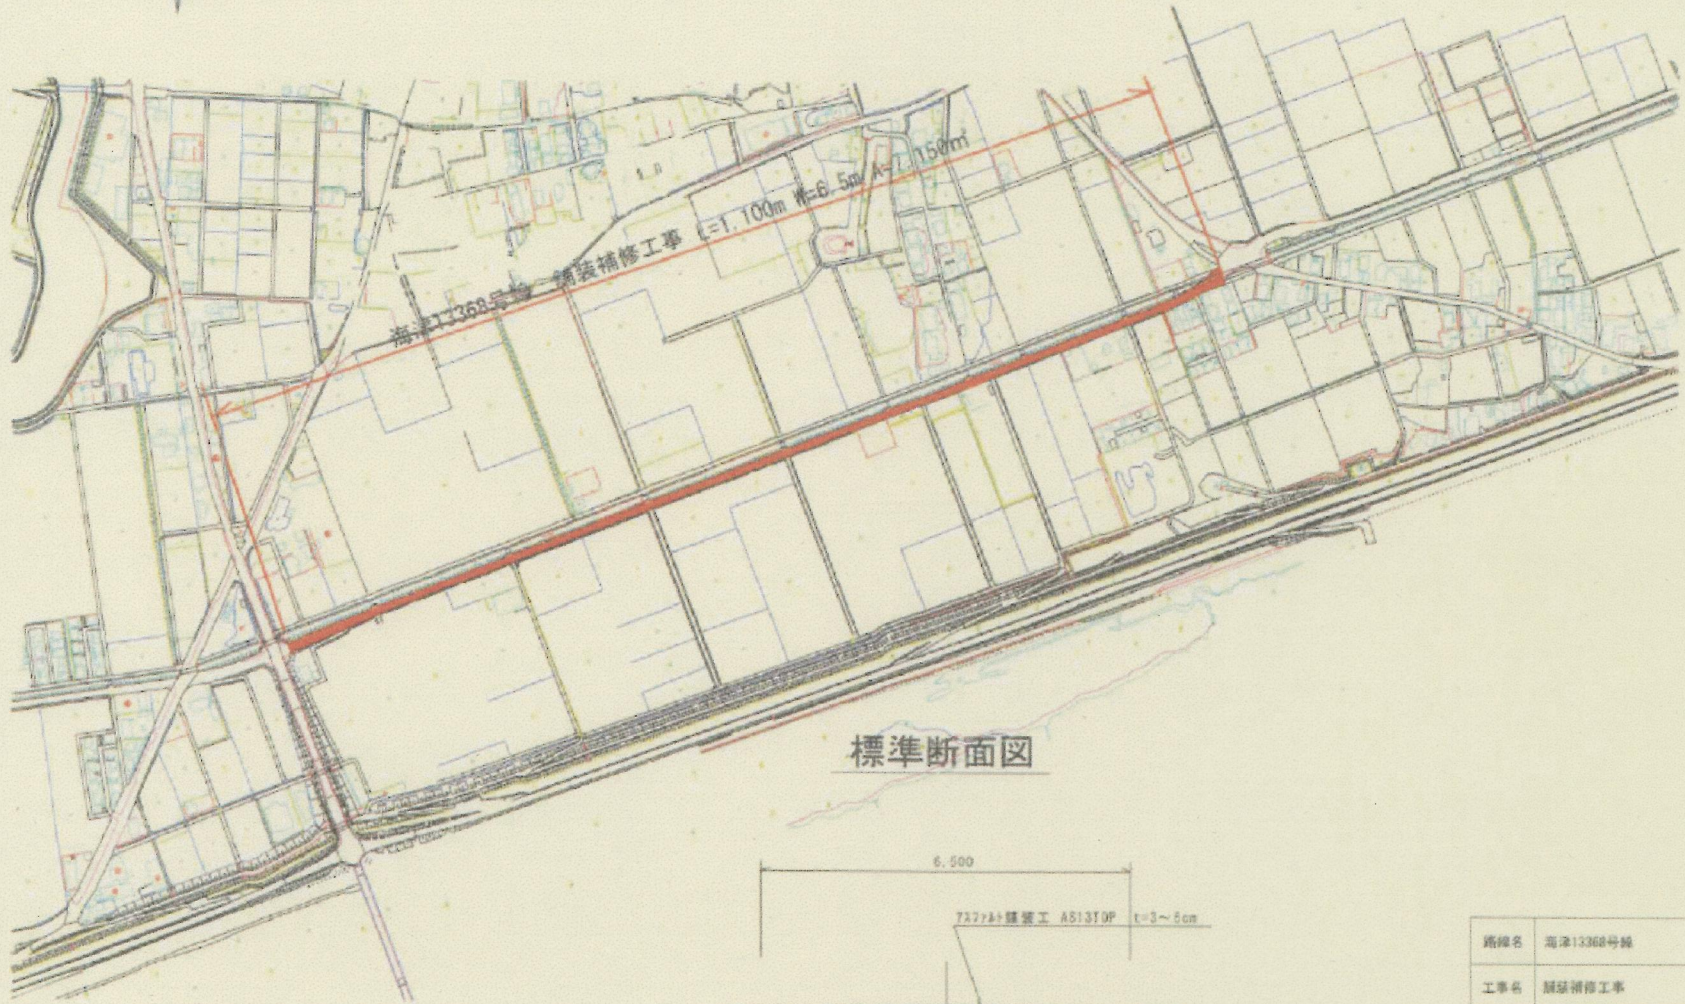 海津13368号線 舗装補修工事 L=1,100m W=6.5m A=7,150㎡
標準断面図
6,500
アスファルト舗装工 AS13TOP t=3～5cm
路線名 海津13368号線
工事名 舗装補修工事